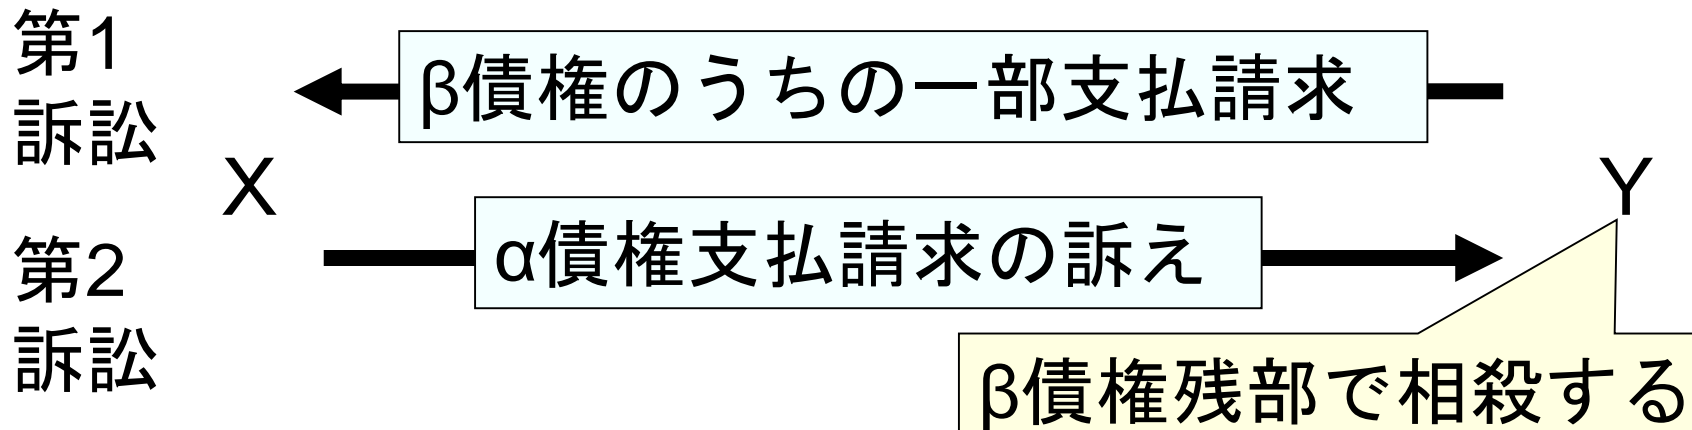 第1
訴訟
β債権のうちの一部支払請求
X
Y
第2
訴訟
α債権支払請求の訴え
β債権残部で相殺する